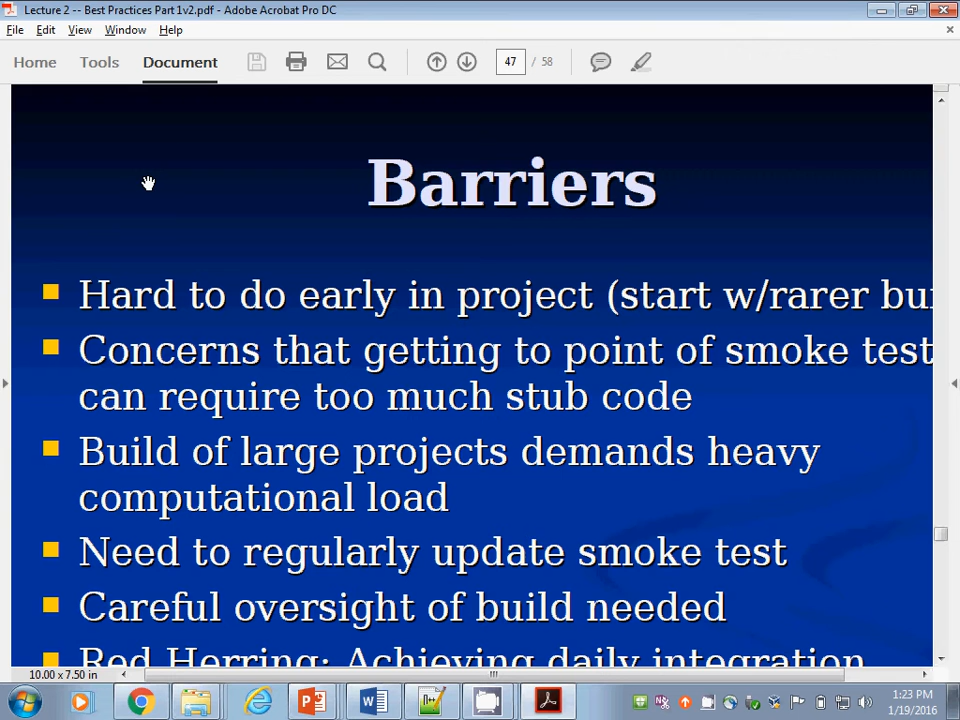 Lecture 2 -- Best Practices Part 1v2.pdf - Adobe Acrobat Pro DC
File Edit View Window Help
Home Tools Document 47 / 58
Barriers
Hard to do early in project (start w/rarer
Concerns that getting to point of smoke test
can require too much stub code
Build of large projects demands heavy
computational load
Need to regularly update smoke test
Careful oversight of build needed
Red Herring: Achieving daily integration
10.00 x 7.50 in
1:23 PM
1/19/2016